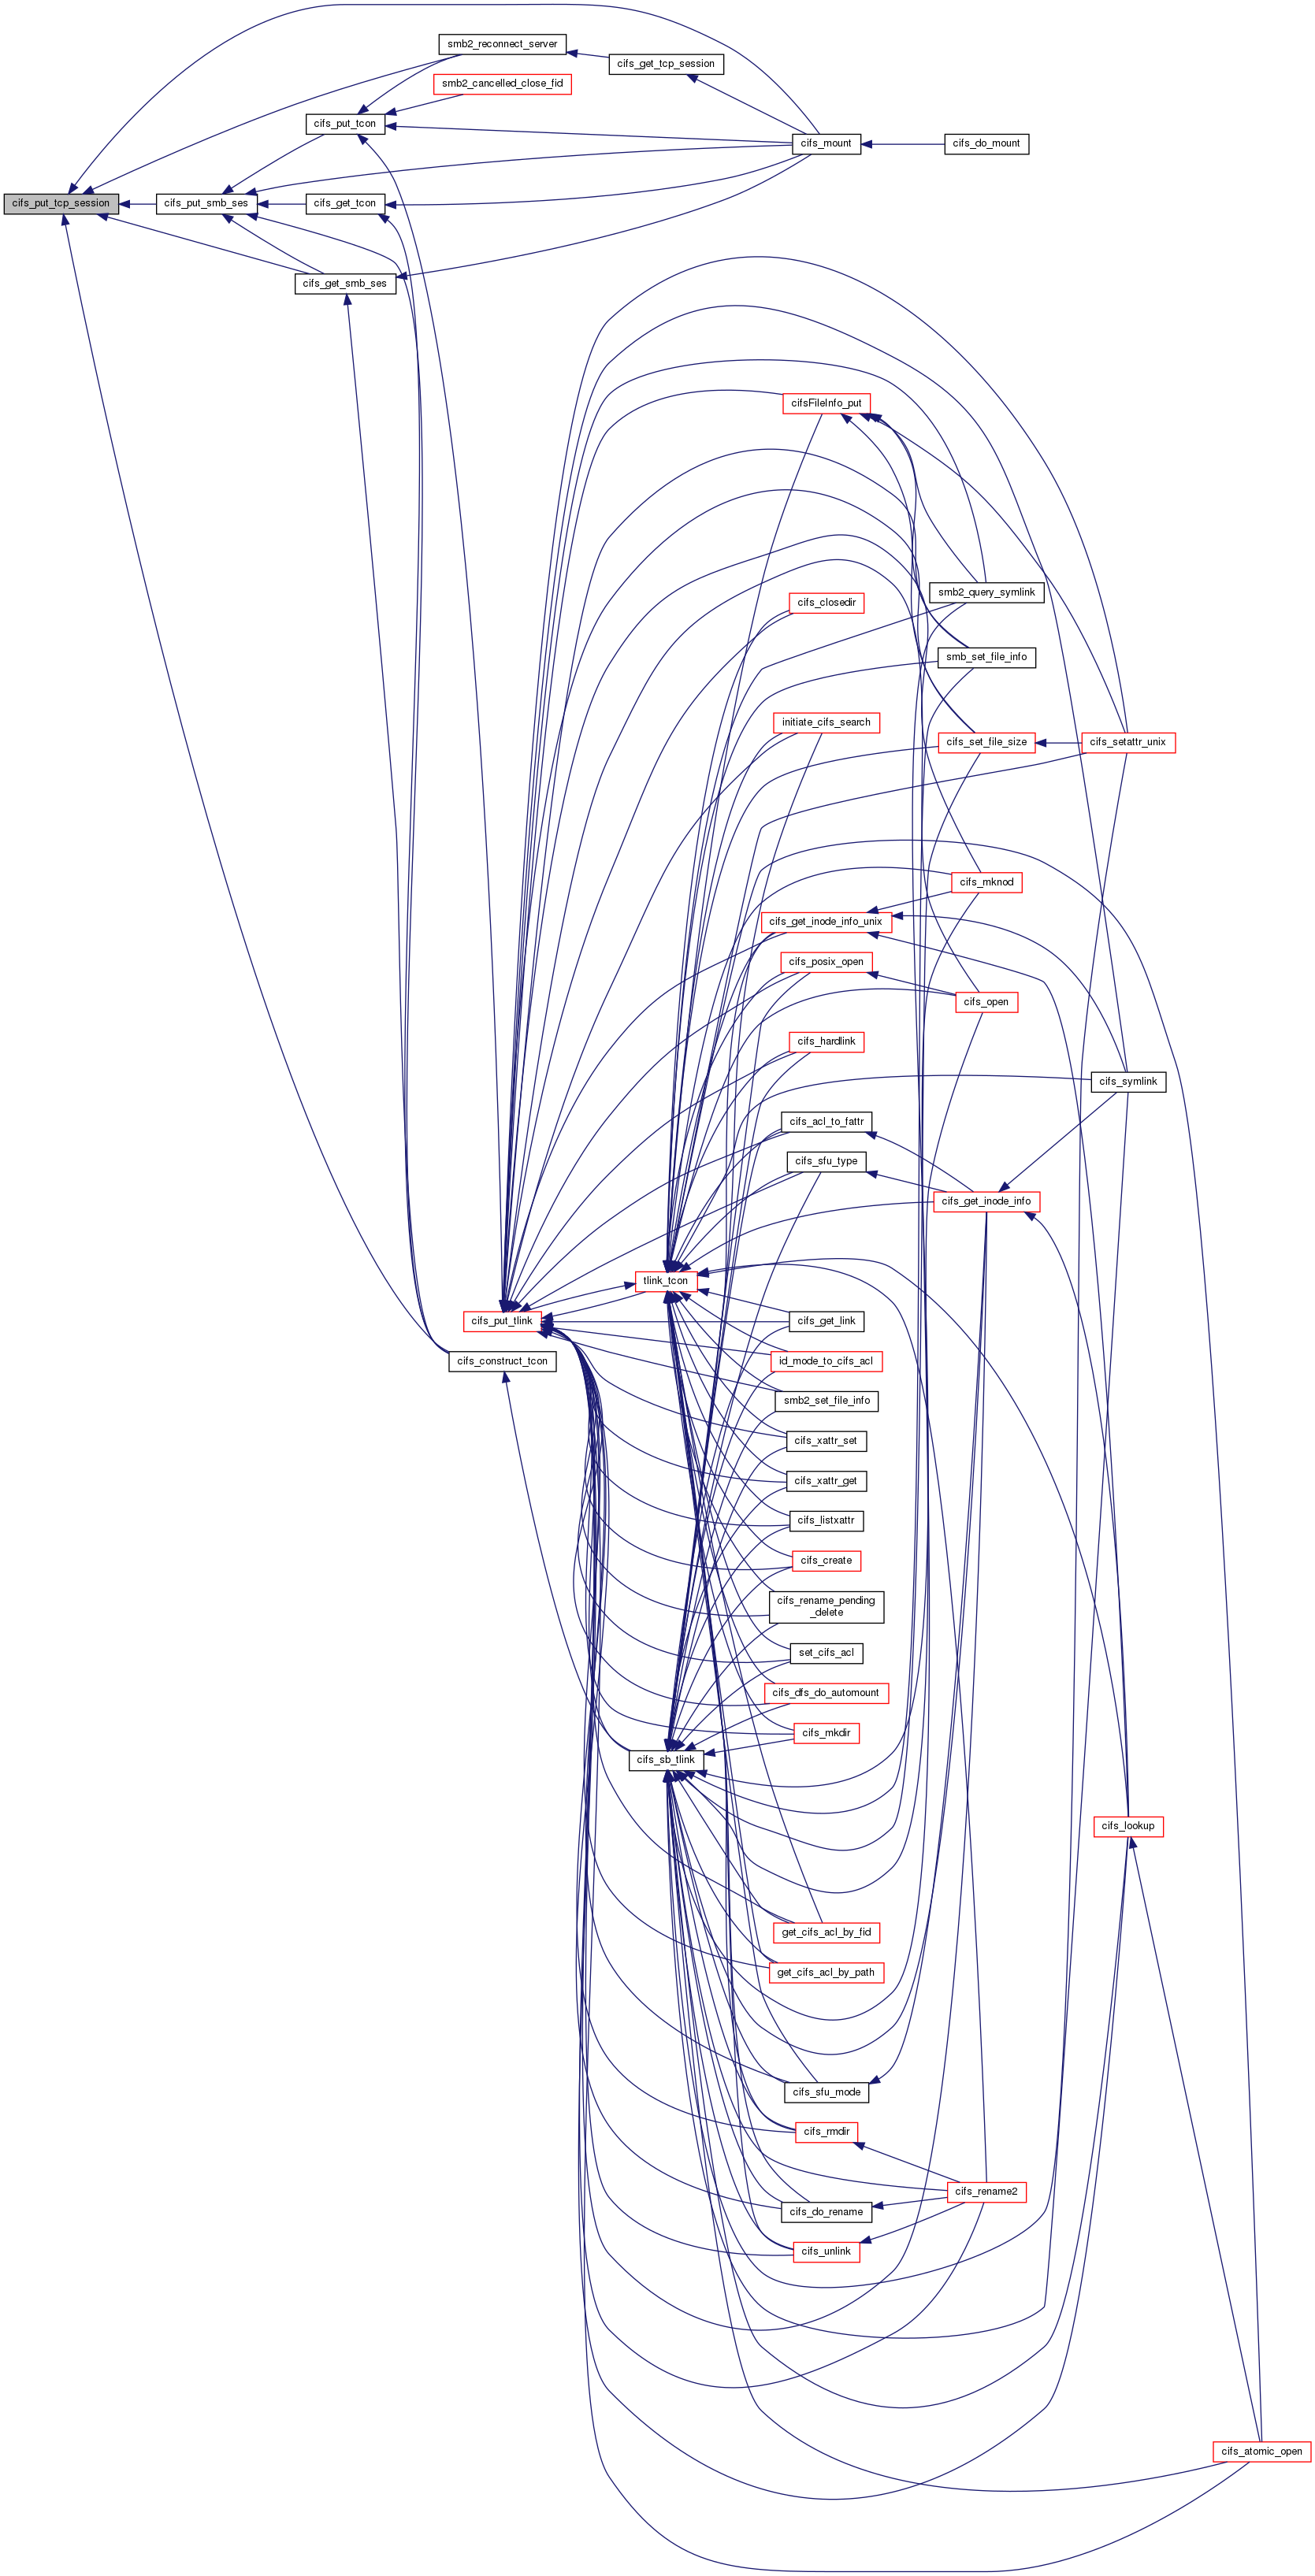 smb2_reconnect_server
cifs_get_tcp_session
smb2_cancelled_close_fid
cifs_put_tcon
cifs_mount
cifs_do_mount
cifs_put_tcp_session
cifs_put_smb_ses
cifs_get_tcon
cifs_get_smb_ses
cifsFileInfo_put
smb2_query_symlink
cifs_closedir
smb_set_file_info
initiate_cifs_search
cifs_set_file_size
cifs_setattr_unix
cifs_mknod
cifs_get_inode_info_unix
cifs_posix_open
cifs_open
cifs_hardlink
cifs_symlink
cifs_acl_to_fattr
cifs_sfu_type
cifs_get_inode_info
tlink_tcon
cifs_put_tlink
cifs_get_link
cifs_construct_tcon
id_mode_to_cifs_acl
smb2_set_file_info
cifs_xattr_set
cifs_xattr_get
cifs_listxattr
cifs_create
cifs_rename_pending
_delete
set_cifs_acl
cifs_dfs_do_automount
cifs_mkdir
cifs_sb_tlink
cifs_lookup
get_cifs_acl_by_fid
get_cifs_acl_by_path
cifs_sfu_mode
cifs_rmdir
cifs_rename2
cifs_do_rename
cifs_unlink
cifs_atomic_open